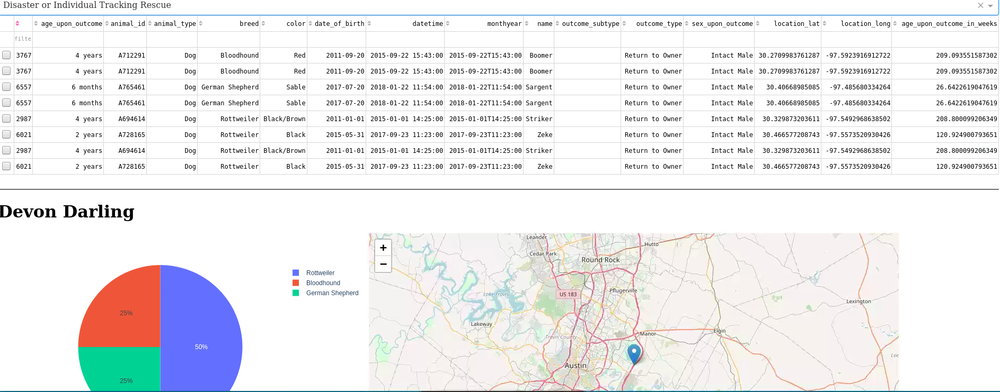 Disaster or Individual Tracking Rescue
age_upon_outcome animal_id animal_type breed color date_of_birth datetime monthyear name outcome_subtype outcome_type sex_upon_outcome location_lat location_long age_upon_outcome_in_weeks
filte
3767 4 years A712291 Dog Bloodhound Red 2011-09-20 2015-09-22 15:43:00 2015-09-22T15:43:00 Boomer Return to Owner Intact Male 30.2709983761287 -97.5923916912722 209.093551587302
3767 4 years A712291 Dog Bloodhound Red 2011-09-20 2015-09-22 15:43:00 2015-09-22T15:43:00 Boomer Return to Owner Intact Male 30.2709983761287 -97.5923916912722 209.093551587302
6557 6 months A765461 Dog German Shepherd Sable 2017-07-20 2018-01-22 11:54:00 2018-01-22T11:54:00 Sargent Return to Owner Intact Male 30.40668985085 -97.485680334264 26.6422619047619
6557 6 months A765461 Dog German Shepherd Sable 2017-07-20 2018-01-22 11:54:00 2018-01-22T11:54:00 Sargent Return to Owner Intact Male 30.40668985085 -97.485680334264 26.6422619047619
2987 4 years A694614 Dog Rottweiler Black/Brown 2011-01-01 2015-01-01 14:25:00 2015-01-01T14:25:00 Striker Return to Owner Intact Male 30.329873203611 -97.5492968638502 208.800099206349
6021 2 years A728165 Dog Rottweiler Black 2015-05-31 2017-09-23 11:23:00 2017-09-23T11:23:00 Zeke Return to Owner Intact Male 30.466577208743 -97.5573520930426 120.924900793651
2987 4 years A694614 Dog Rottweiler Black/Brown 2011-01-01 2015-01-01 14:25:00 2015-01-01T14:25:00 Striker Return to Owner Intact Male 30.329873203611 -97.5492968638502 208.800099206349
6021 2 years A728165 Dog Rottweiler Black 2015-05-31 2017-09-23 11:23:00 2017-09-23T11:23:00 Zeke Return to Owner Intact Male 30.466577208743 -97.5573520930426 120.924900793651
Devon Darling
Rottweiler
Bloodhound
German Shepherd
25%
50%
25%
+
−
Leander
Hutto
Cedar Park
Round Rock
Pflugerville
US 183
Lake Travis
Lexington
Lakeway
Elgin
Manor
Travis County
Lee
Austin